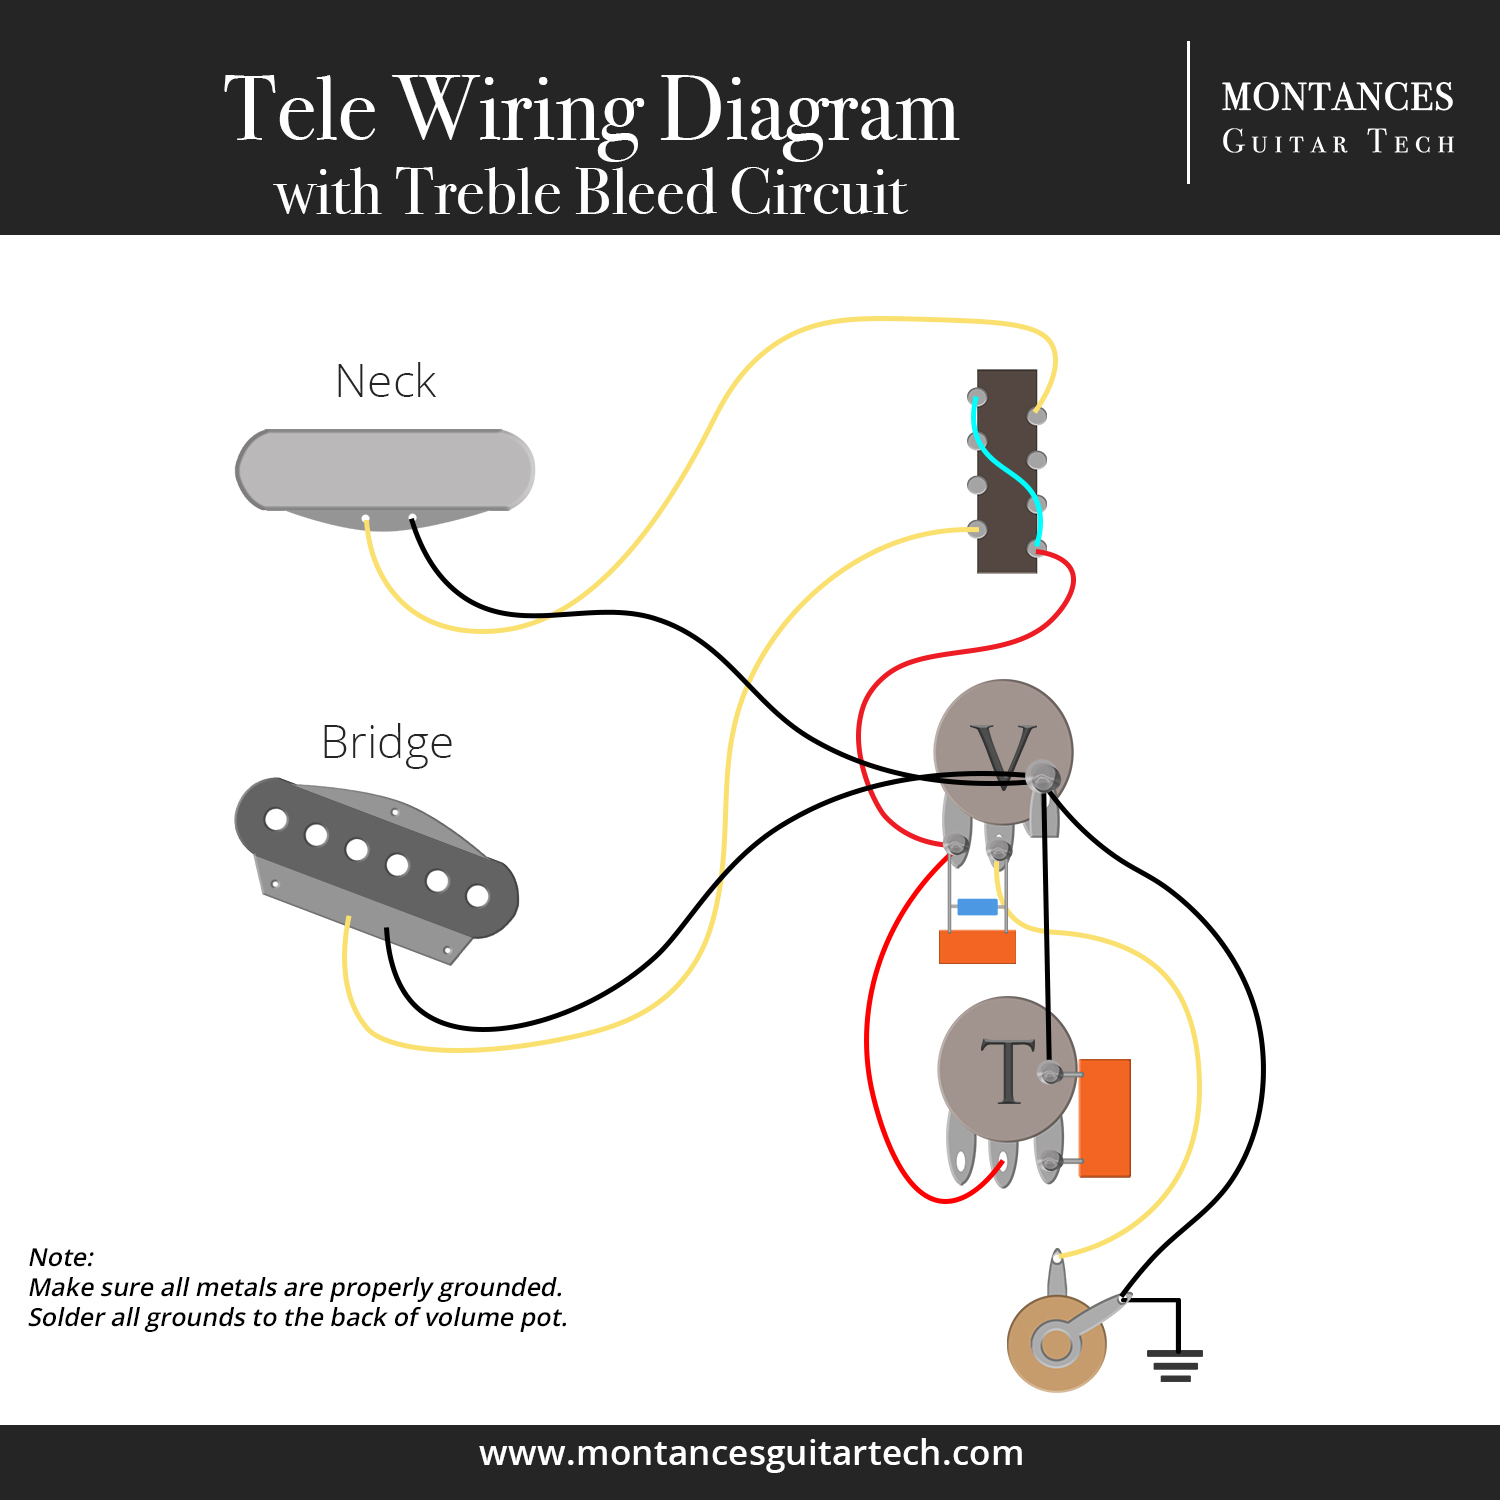 Tele Wiring Diagram
with Treble Bleed Circuit
MONTANCES
GUITAR TECH
Neck
Bridge
V
T
Note:
Make sure all metals are properly grounded.
Solder all grounds to the back of volume pot.
www.montancesguitartech.com